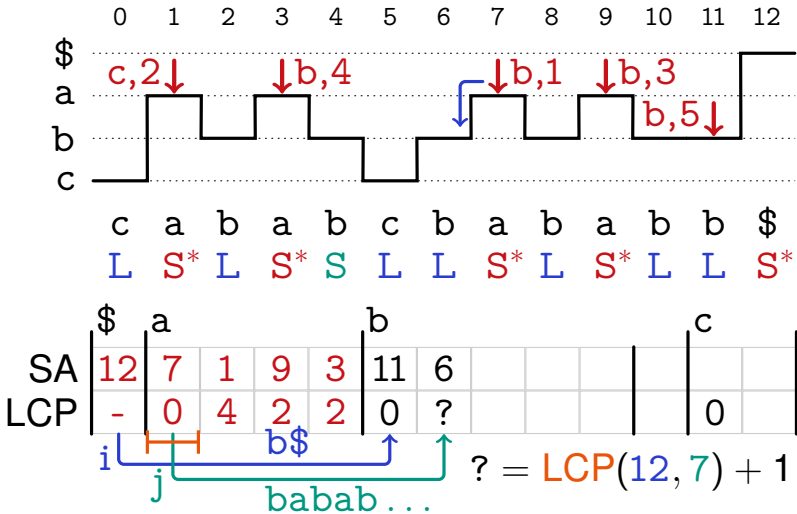 0 1 2 3 4 5 6 7 8 9 10 11 12
$
c,2 b,4 b,1 b,3
a
b,5
b
c
c a b a b c b a b a b b $
L S* L S* S L L S* L S* L L S*
$ a b c
SA 12 7 1 9 3 11 6
LCP - 0 4 2 2 0 ? 0
i b$
j ? = LCP(12, 7) + 1
babab...